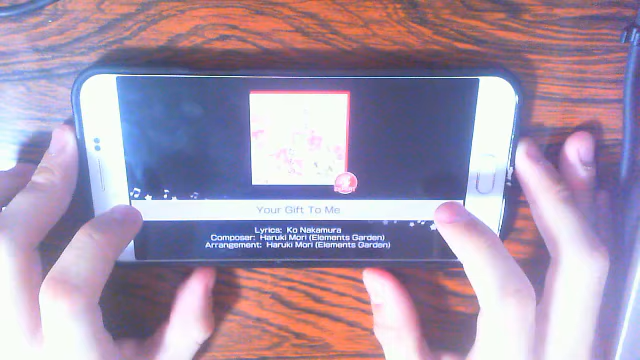 Your Gift To Me
Lyrics: Ko Nakamura
Composer: Haruki Mori (Elements Garden)
Arrangement: Haruki Mori (Elements Garden)